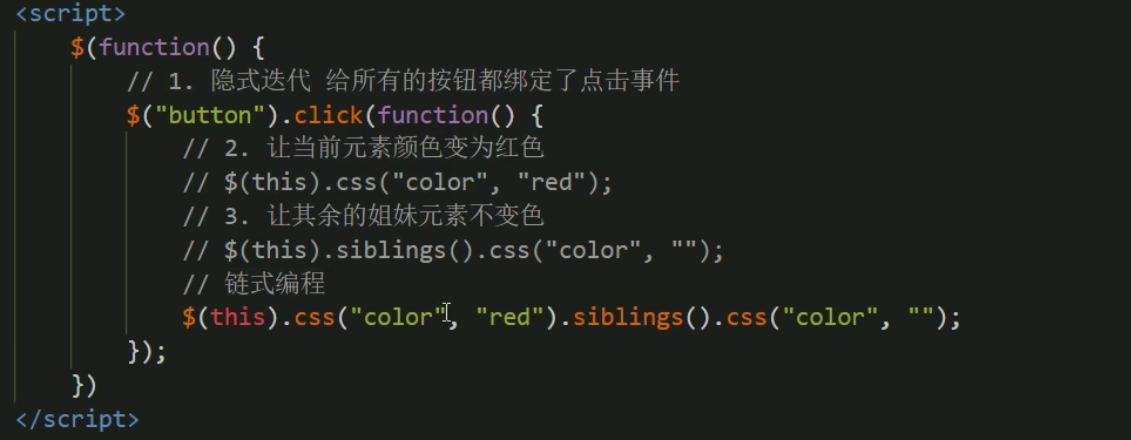 <script>
$(function() {
// 1. 隐式迭代 给所有的按钮都绑定了点击事件
$("button").click(function() {
// 2. 让当前元素颜色变为红色
// $(this).css("color", "red");
// 3. 让其余的姐妹元素不变色
// $(this).siblings().css("color", "");
// 链式编程
$(this).css("color", "red").siblings().css("color", "");
});
})
</script>